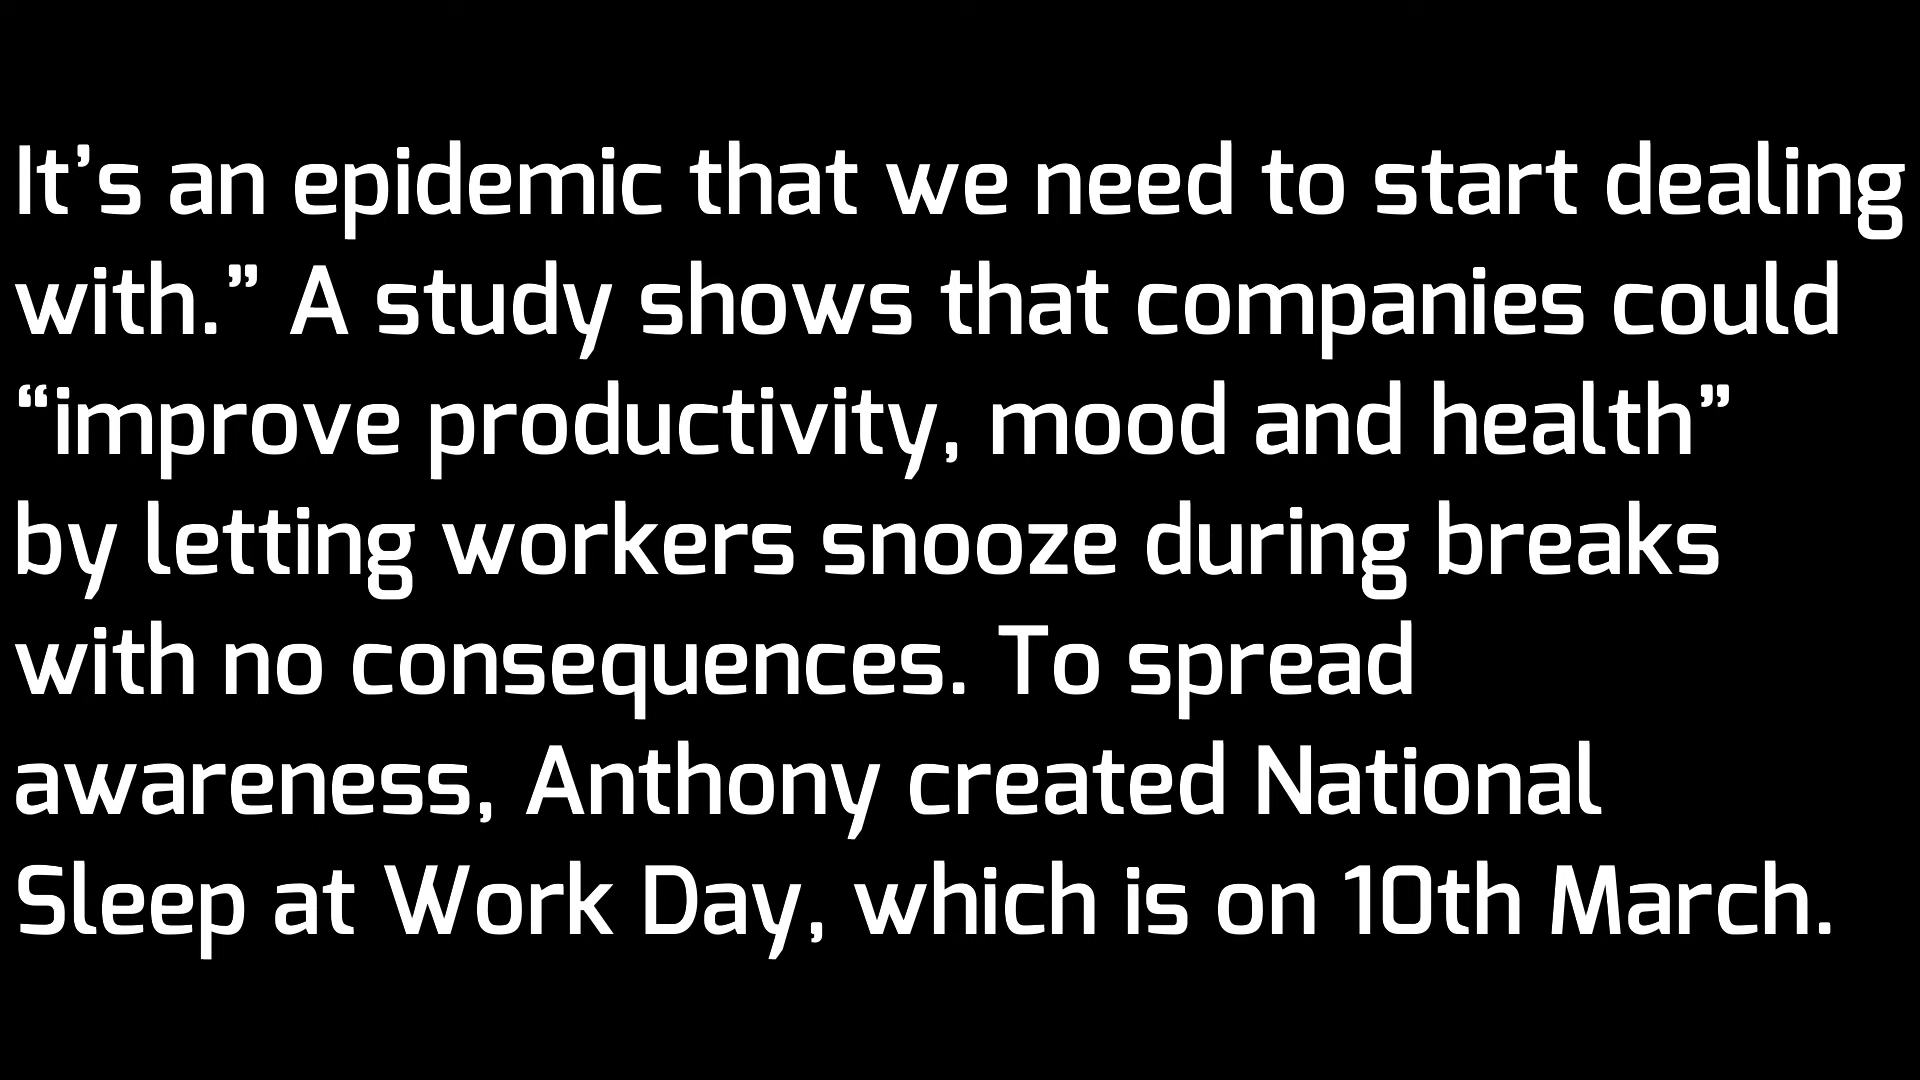 It’s an epidemic that we need to start dealing
with.” A study shows that companies could
“improve productivity, mood and health”
by letting workers snooze during breaks
with no consequences. To spread
awareness, Anthony created National
Sleep at Work Day, which is on 10th March.